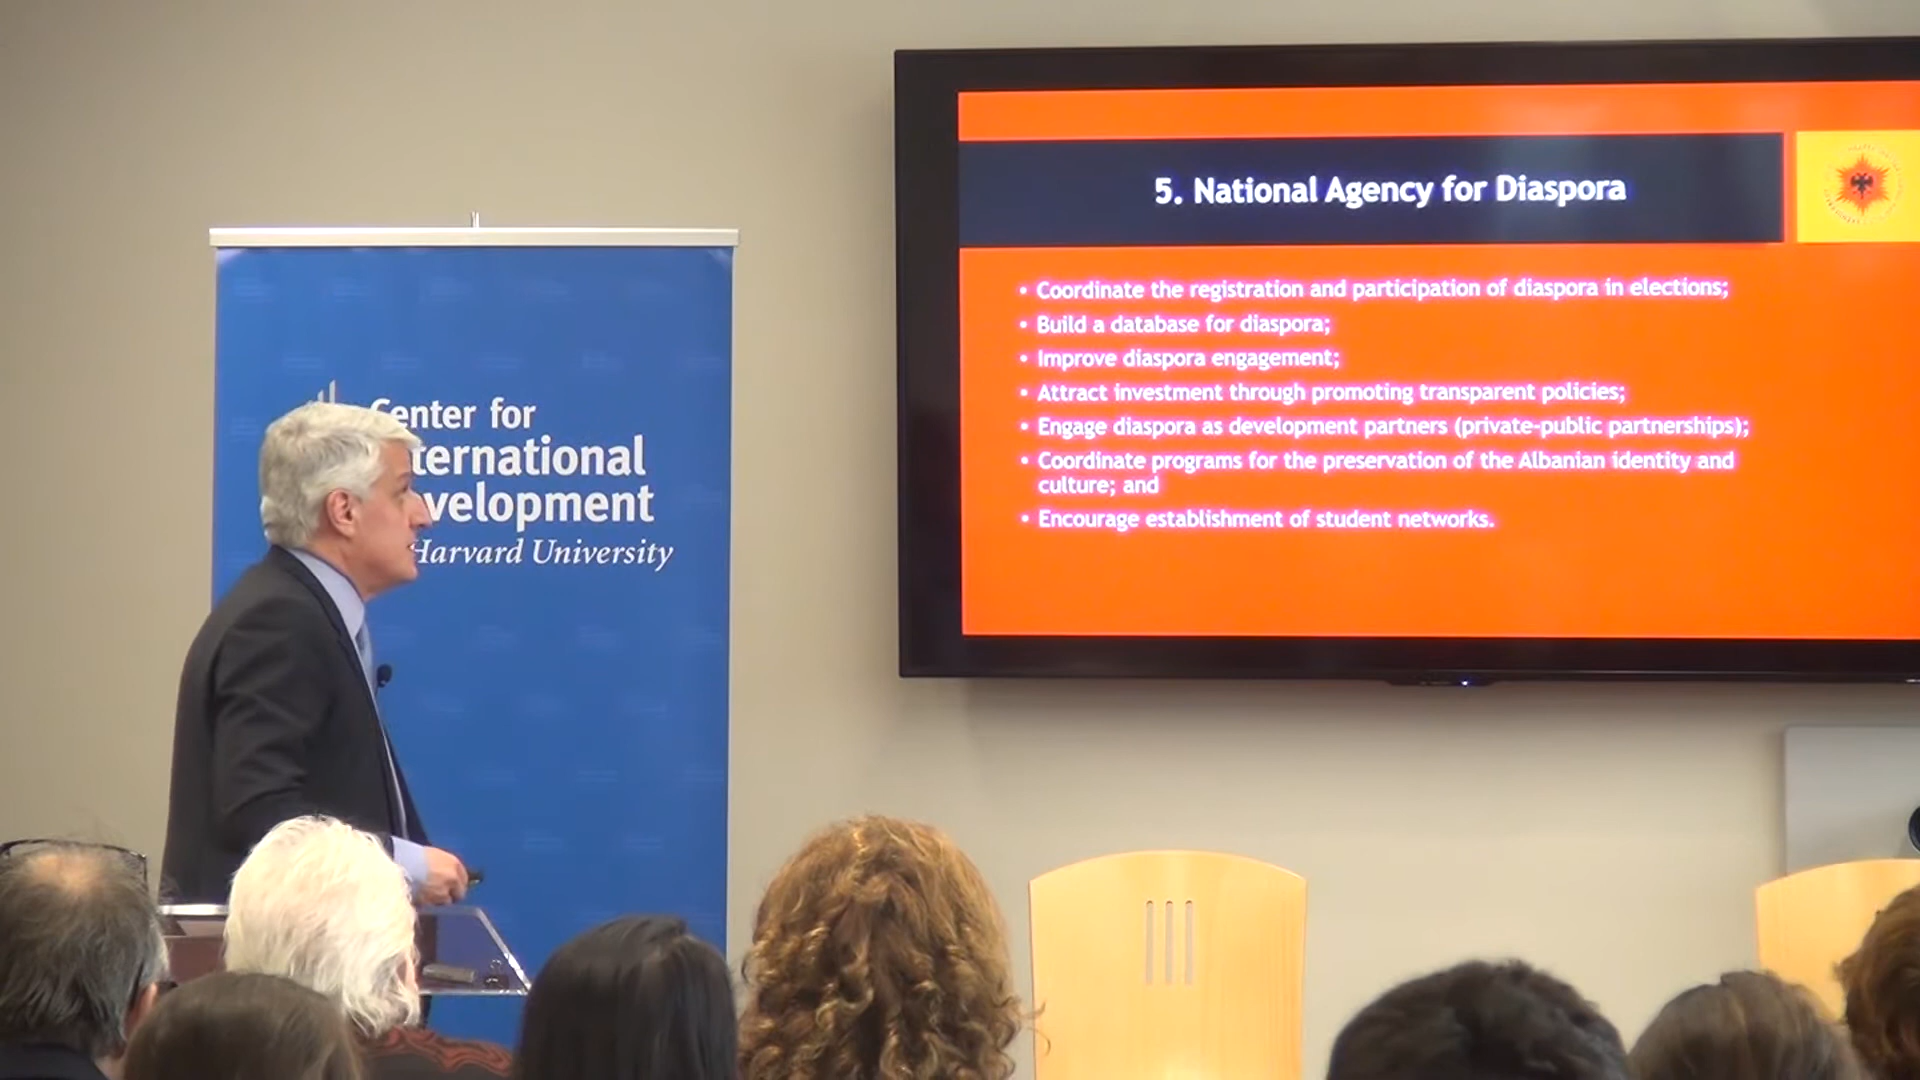 Center for
International
Development
Harvard University
5. National Agency for Diaspora
• Coordinate the registration and participation of diaspora in elections;
• Build a database for diaspora;
• Improve diaspora engagement;
• Attract investment through promoting transparent policies;
• Engage diaspora as development partners (private-public partnerships);
• Coordinate programs for the preservation of the Albanian identity and
culture; and
• Encourage establishment of student networks.